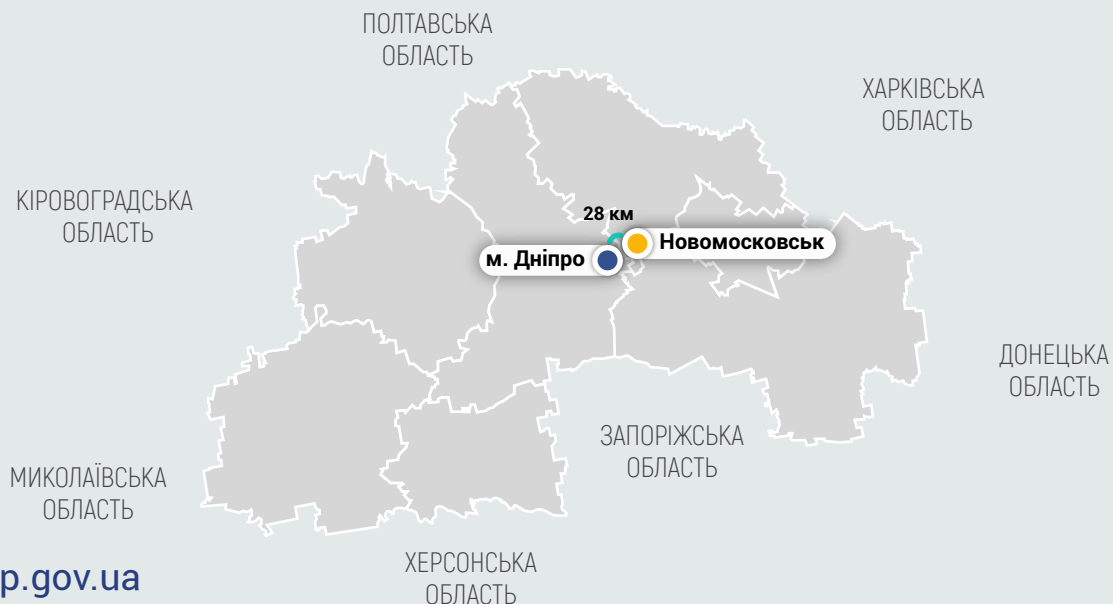 ПОЛТАВСЬКА
ОБЛАСТЬ
ХАРКІВСЬКА
ОБЛАСТЬ
КІРОВОГРАДСЬКА
ОБЛАСТЬ
28 км
Новомосковськ
м. Дніпро
ДОНЕЦЬКА
ОБЛАСТЬ
ЗАПОРІЖСЬКА
ОБЛАСТЬ
МИКОЛАЇВСЬКА
ОБЛАСТЬ
ХЕРСОНСЬКА
ОБЛАСТЬ
p.gov.ua